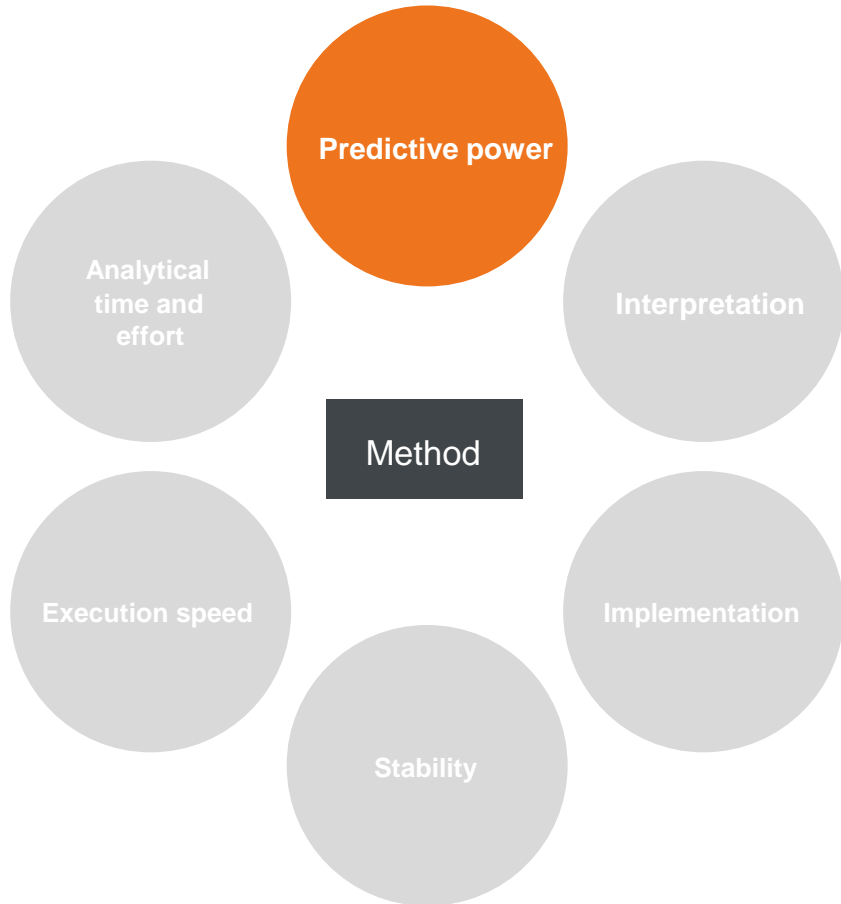 Predictive power
Analytical
time and
effort
Interpretation
Method
Execution speed
Implementation
Stability